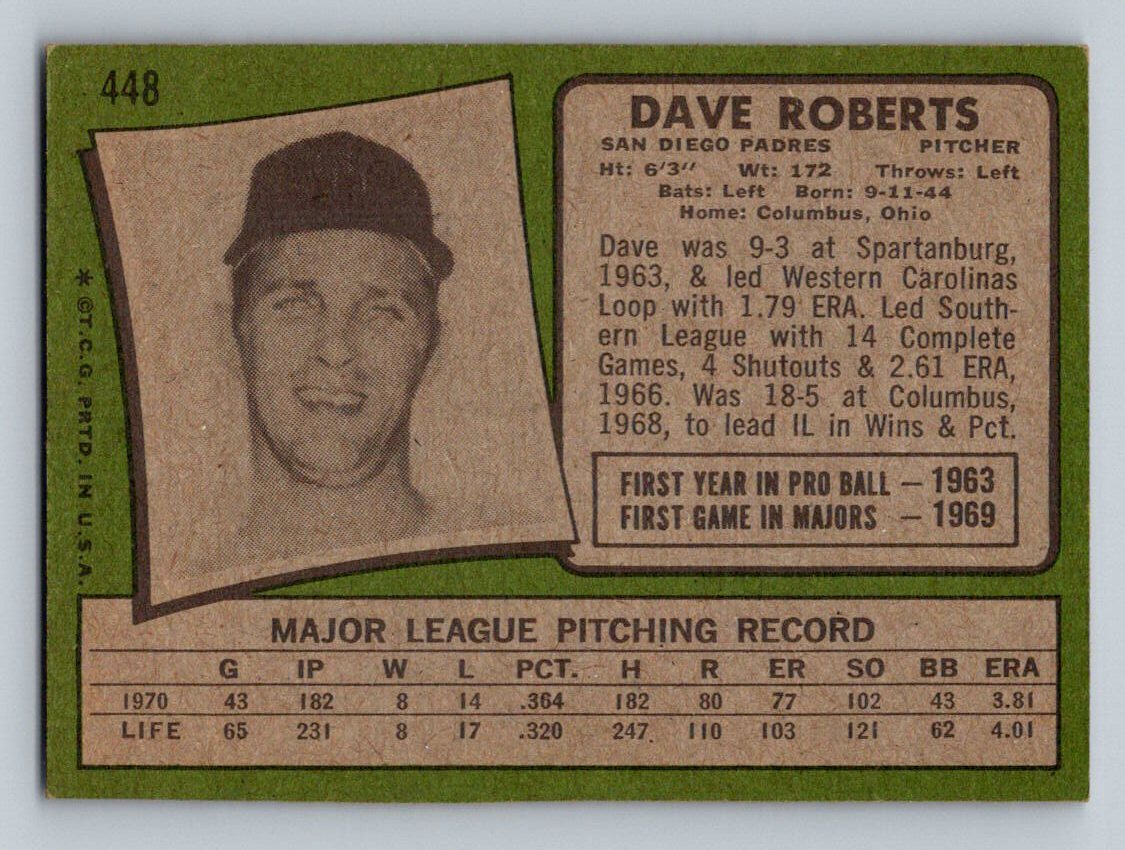 448
DAVE ROBERTS
SAN DIEGO PADRES PITCHER
Ht: 6'3" Wt: 172 Throws: Left
Bats: Left Born: 9-11-44
Home: Columbus, Ohio
Dave was 9-3 at Spartanburg,
1963, & led Western Carolinas
Loop with 1.79 ERA. Led South-
ern League with 14 Complete
Games, 4 Shutouts & 2.61 ERA,
1966. Was 18-5 at Columbus,
1968, to lead IL in Wins & Pct.
FIRST YEAR IN PRO BALL — 1963
FIRST GAME IN MAJORS — 1969
* ©T.C.G. PRTD. IN U.S.A.
MAJOR LEAGUE PITCHING RECORD
G IP W L PCT. H R ER SO BB ERA
1970 43 182 8 14 .364 182 80 77 102 43 3.81
LIFE 65 231 8 17 .320 247 110 103 121 62 4.01